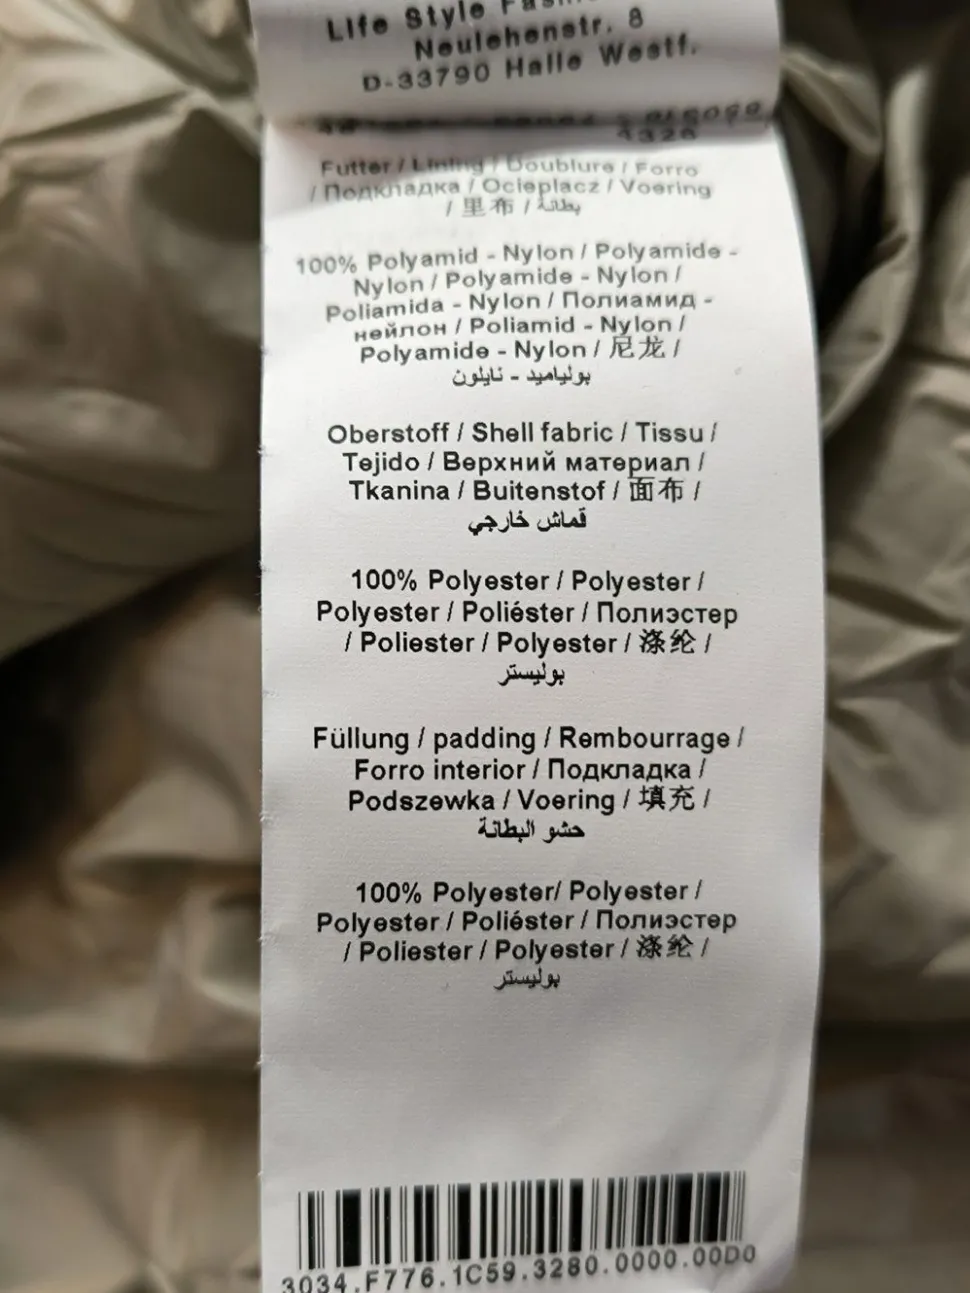 Life Style
Neulehenstr. 8
D-33790 Halle Westf.
4326
Futter / Lining / Doublure / Forro
/ Подкладка / Ocieplacz / Voering
/ 里布 / بطانة
100% Polyamid - Nylon / Polyamide -
Nylon / Polyamide - Nylon /
Poliamida - Nylon / Полиамид -
нейлон / Poliamid - Nylon /
Polyamide - Nylon / 尼龙 /
بولياميد - نايلون
Oberstoff / Shell fabric / Tissu /
Tejido / Верхний материал /
Tkanina / Buitenstof / 面布 /
قماش خارجي
100% Polyester / Polyester /
Polyester / Poliéster / Полиэстер
/ Poliester / Polyester / 涤纶 /
بوليستر
Füllung / padding / Rembourrage /
Forro interior / Подкладка /
Podszewka / Voering / 填充 /
حشو البطانة
100% Polyester/ Polyester /
Polyester / Poliéster / Полиэстер
/ Poliester / Polyester / 涤纶 /
بوليستر
3034.F776.1C59.3280.0000.00D0